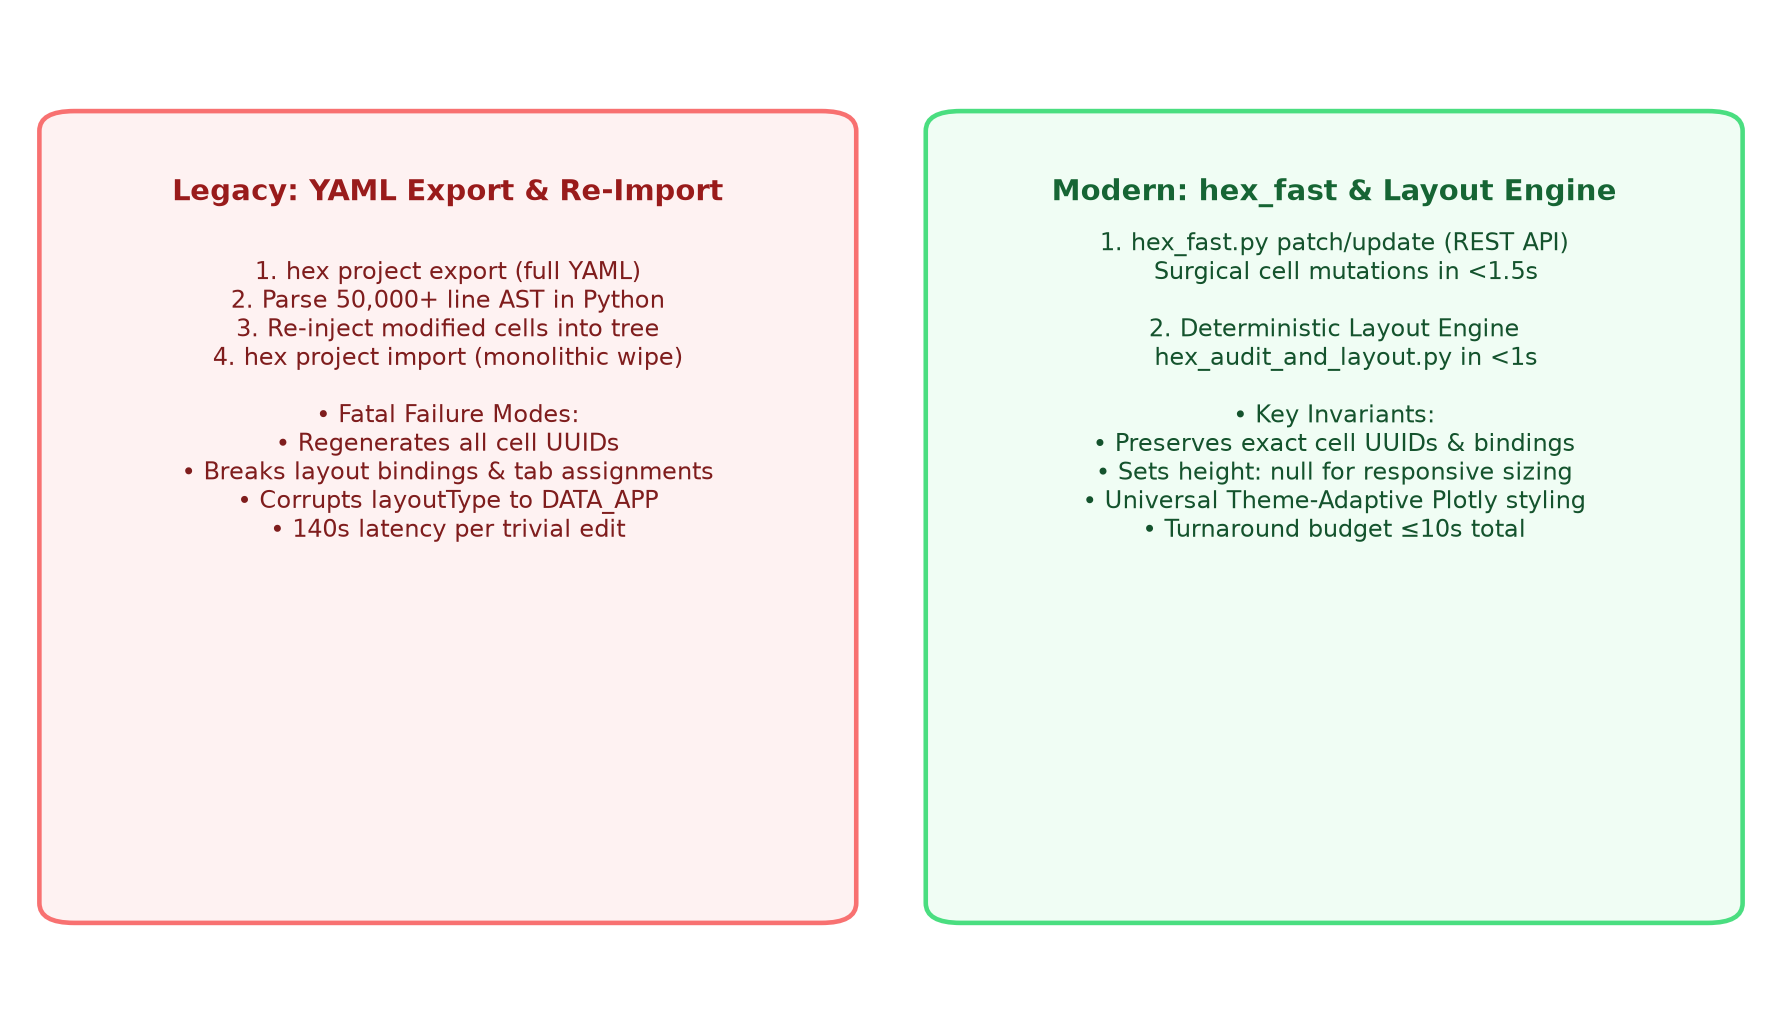 Legacy: YAML Export & Re-Import
1. hex project export (full YAML)
2. Parse 50,000+ line AST in Python
3. Re-inject modified cells into tree
4. hex project import (monolithic wipe)
• Fatal Failure Modes:
• Regenerates all cell UUIDs
• Breaks layout bindings & tab assignments
• Corrupts layoutType to DATA_APP
• 140s latency per trivial edit
Modern: hex_fast & Layout Engine
1. hex_fast.py patch/update (REST API)
Surgical cell mutations in <1.5s
2. Deterministic Layout Engine
hex_audit_and_layout.py in <1s
• Key Invariants:
• Preserves exact cell UUIDs & bindings
• Sets height: null for responsive sizing
• Universal Theme-Adaptive Plotly styling
• Turnaround budget ≤10s total